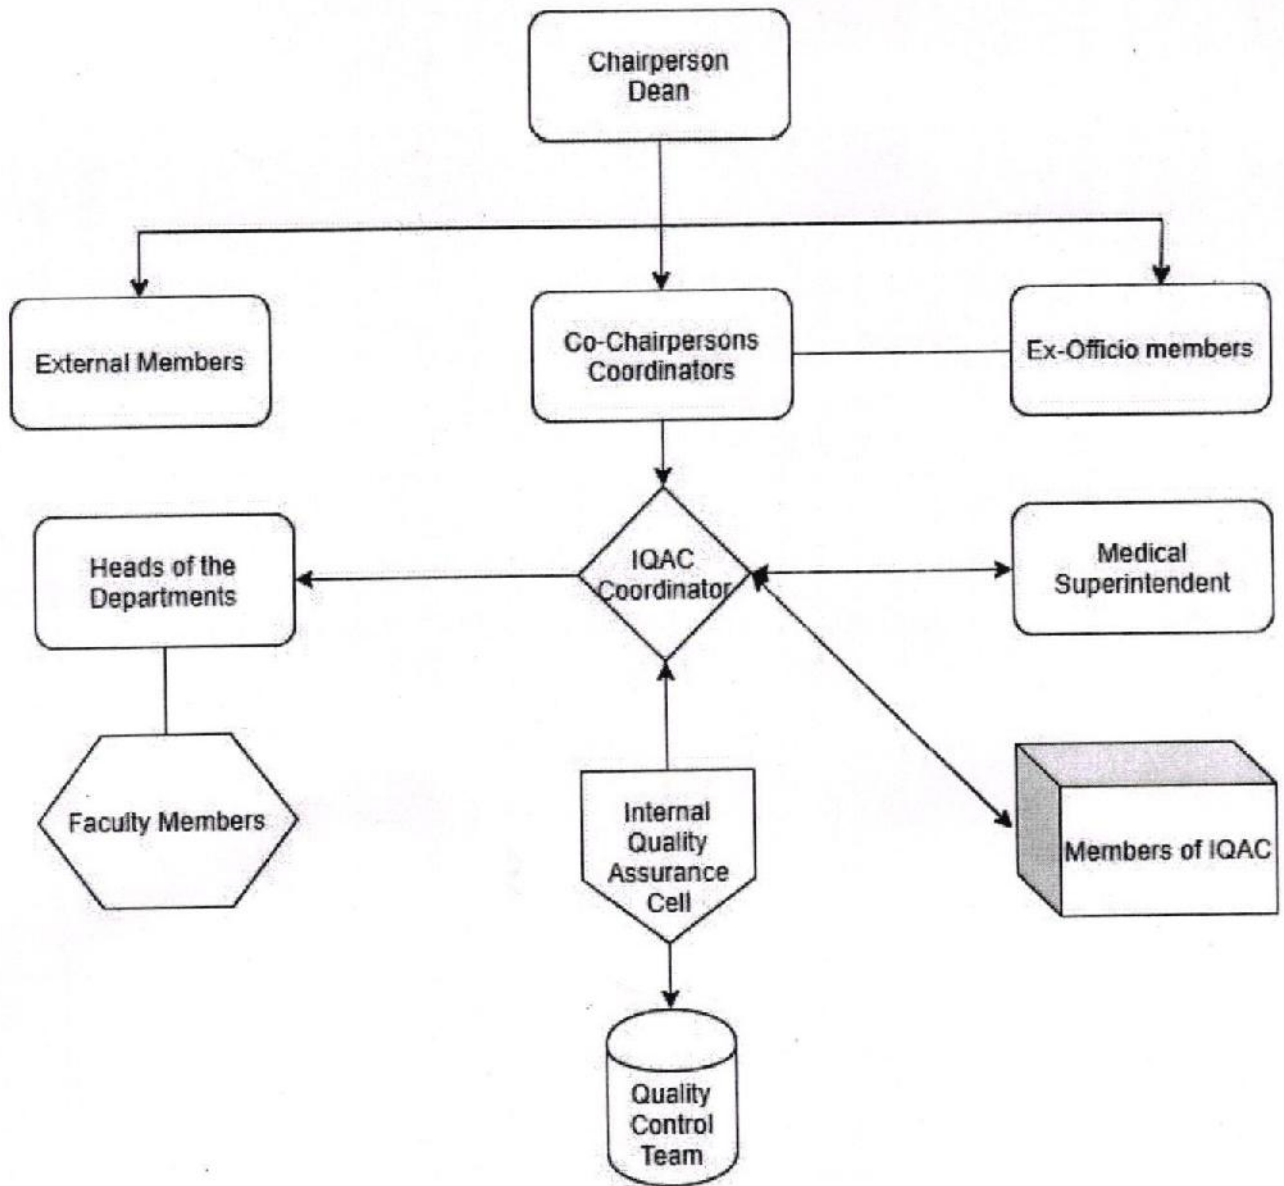 Chairperson
Dean
External Members
Co-Chairpersons
Coordinators
Ex-Officio members
Heads of the
Departments
IQAC
Coordinator
Medical
Superintendent
Faculty Members
Internal
Quality
Assurance
Cell
Members of IQAC
Quality
Control
Team